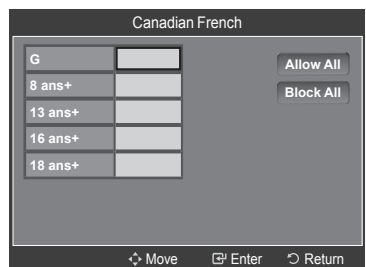 Canadian French
G
8 ans+
13 ans+
16 ans+
18 ans+
Allow All
Block All
Move Enter Return